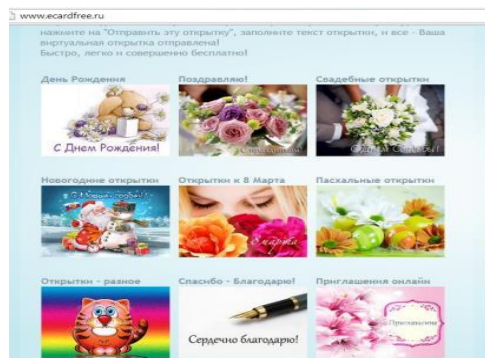 www.ecardfree.ru
нажмите на "Отправить эту открытку", заполните текст открытки, и все - Ваша
виртуальная открытка отправлена!
Быстро, легко и совершенно бесплатно!
День Рождения
Поздравляю!
Свадебные открытки
С Днем Рождения!
Новогодние открытки
Открытки к 8 Марта
Пасхальные открытки
8 марта
Открытки - разное
Спасибо - Благодарю!
Приглашения онлайн
Сердечно благодарю!
Приглашение